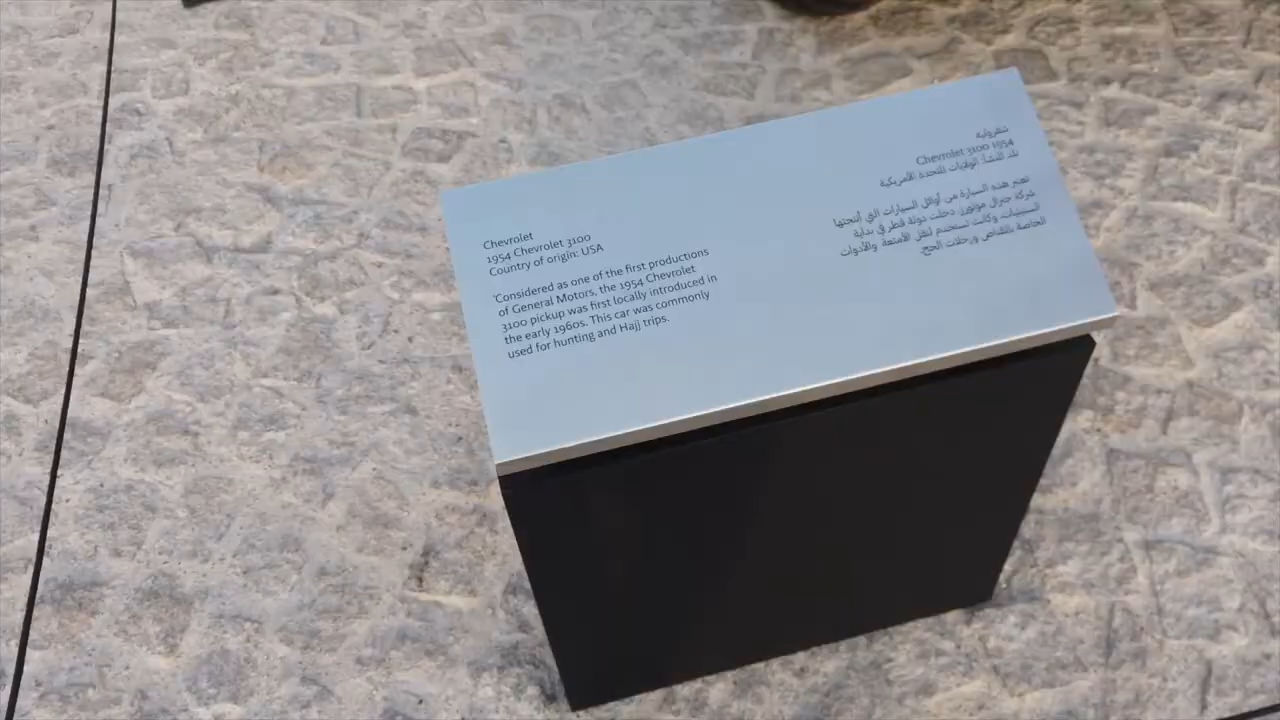 Chevrolet
1954 Chevrolet 3100
Country of origin: USA
'Considered as one of the first productions
of General Motors, the 1954 Chevrolet
3100 pickup was first locally introduced in
the early 1960s. This car was commonly
used for hunting and Hajj trips.
شفروليه
Chevrolet 3100 1954
بلد النشأ: الولايات المتحدة الأمريكية
تعتبر هذه السيارة من أوائل السيارات التي أنتجتها
شركة جنرال موتورز. دخلت دولة قطر في بداية
الستينيات، وكانت تستخدم لنقل الأمتعة والأدوات
الخاصة بالقناص ورحلات الحج.